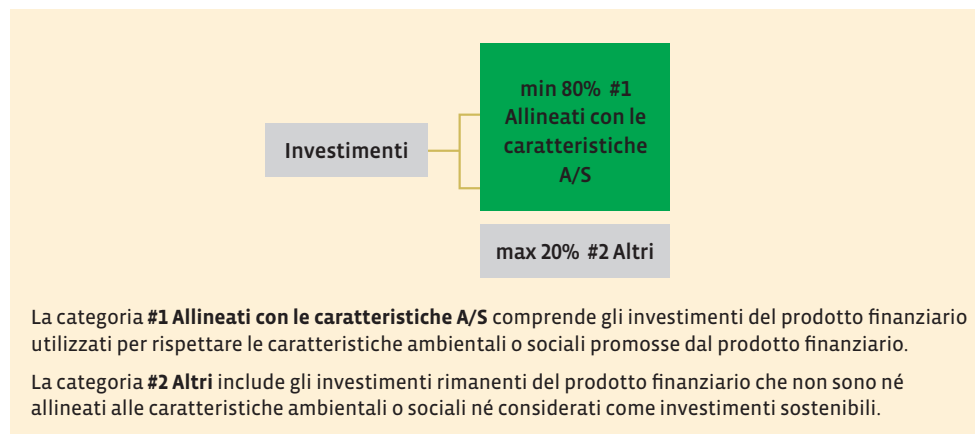 min 80% #1
Allineati con le
caratteristiche
A/S
Investimenti
max 20% #2 Altri
La categoria #1 Allineati con le caratteristiche A/S comprende gli investimenti del prodotto finanziario
utilizzati per rispettare le caratteristiche ambientali o sociali promosse dal prodotto finanziario.
La categoria #2 Altri include gli investimenti rimanenti del prodotto finanziario che non sono né
allineati alle caratteristiche ambientali o sociali né considerati come investimenti sostenibili.